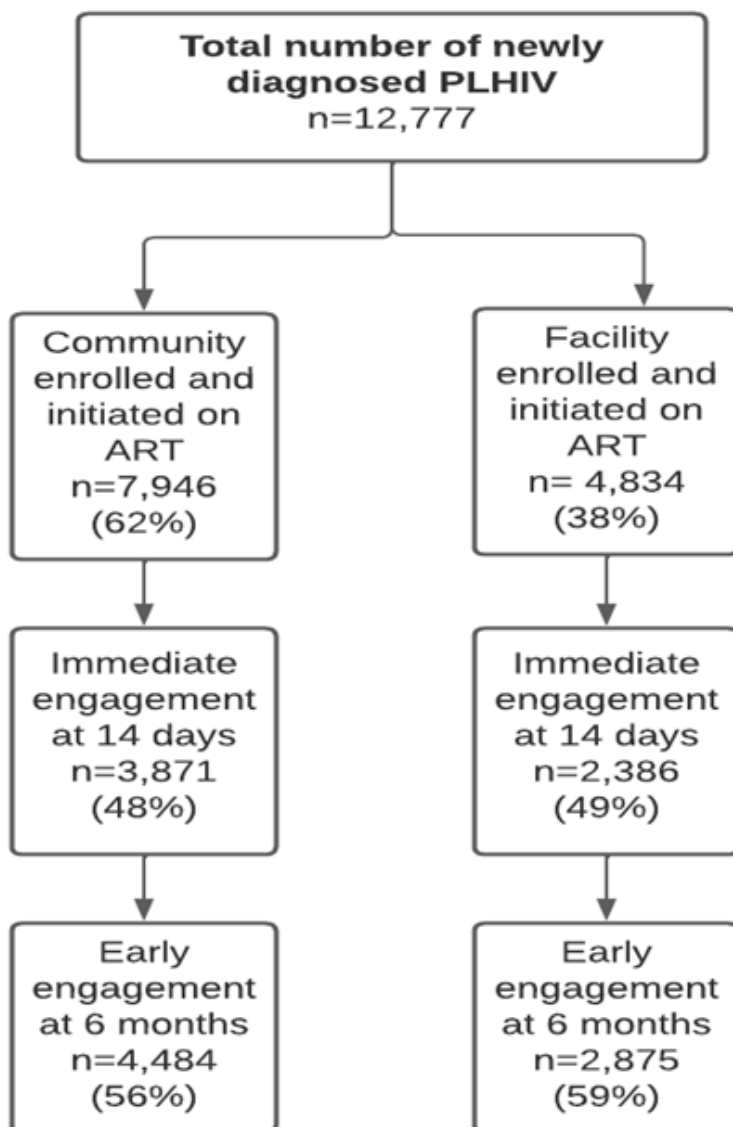 Total number of newly
diagnosed PLHIV
n=12,777
Community
enrolled and
initiated on
ART
n=7,946
(62%)
Facility
enrolled and
initiated on
ART
n= 4,834
(38%)
Immediate
engagement
at 14 days
n=3,871
(48%)
Immediate
engagement
at 14 days
n=2,386
(49%)
Early
engagement
at 6 months
n=4,484
(56%)
Early
engagement
at 6 months
n=2,875
(59%)